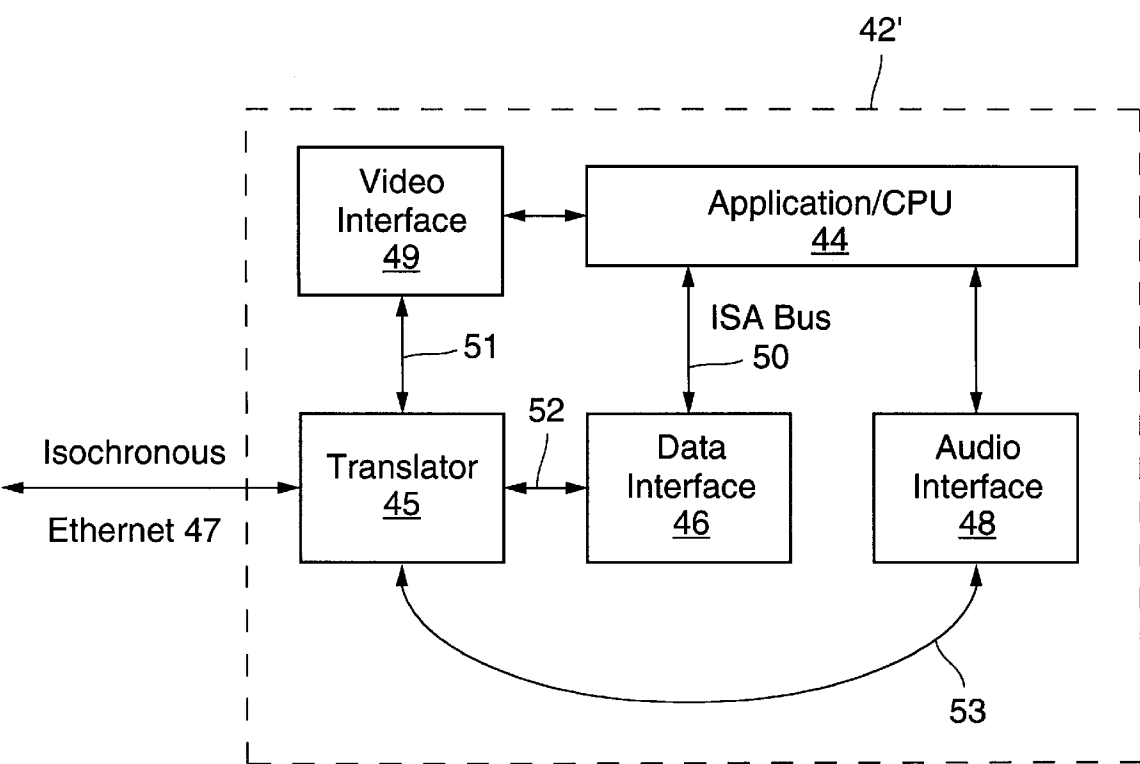 42'
Video
Interface
49
Application/CPU
44
51
ISA Bus
50
52
Isochronous
Ethernet 47
Translator
45
Data
Interface
46
Audio
Interface
48
53